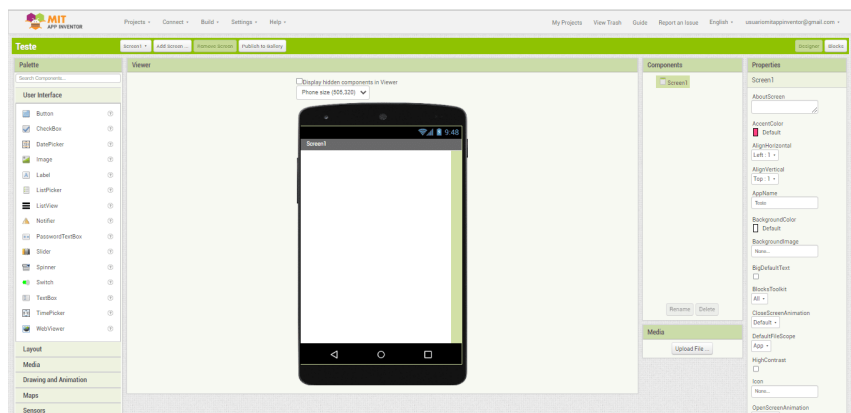 MIT
APP INVENTOR
Projects Connect Build Settings Help
My Projects View Trash Guide Report an Issue English usuariomitappinventor@gmail.com
Teste
Screen1 Add Screen ... Remove Screen Publish to Gallery
Designer Blocks
Palette
Search Components...
User Interface
Button
CheckBox
DatePicker
Image
Label
ListPicker
ListView
Notifier
PasswordTextBox
Slider
Spinner
Switch
TextBox
TimePicker
WebViewer
Layout
Media
Drawing and Animation
Maps
Sensors
Viewer
Display hidden components in Viewer
Phone size (505,320)
9:48
Screen1
Components
Screen1
Rename Delete
Media
Upload File ...
Properties
Screen1
AboutScreen
AccentColor
Default
AlignHorizontal
Left : 1
AlignVertical
Top : 1
AppName
Teste
BackgroundColor
Default
BackgroundImage
None...
BigDefaultText
BlocksToolkit
All
CloseScreenAnimation
Default
DefaultFileScope
App
HighContrast
Icon
None...
OpenScreenAnimation